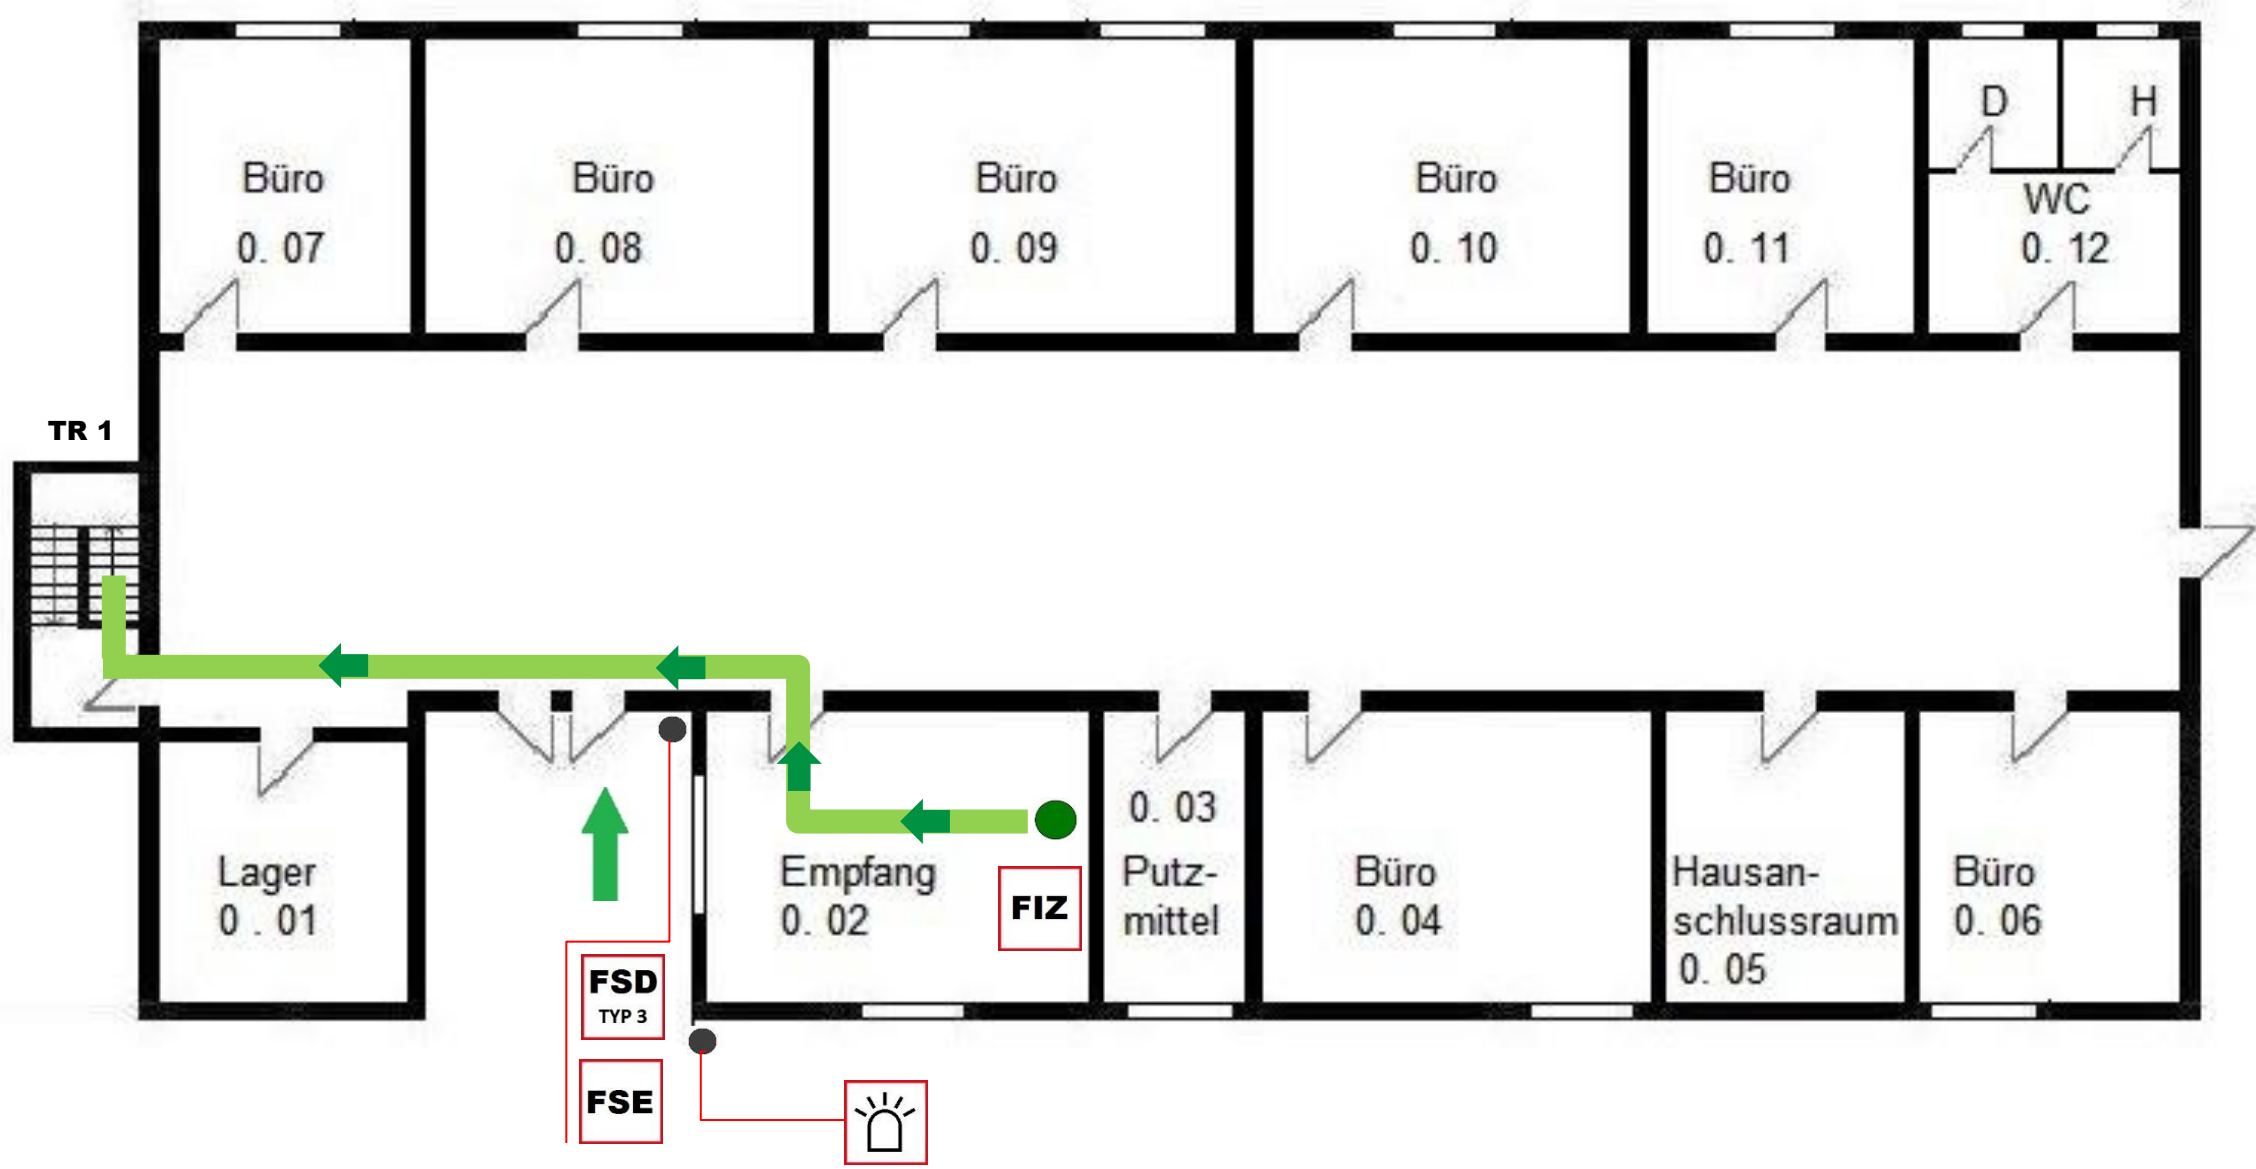 D
H
Büro
0. 07
Büro
0. 08
Büro
0. 09
Büro
0. 10
Büro
0. 11
WC
0. 12
TR 1
Lager
0 . 01
Empfang
0. 02
FIZ
0. 03
Putz-
mittel
Büro
0. 04
Hausan-
schlussraum
0. 05
Büro
0. 06
FSD
TYP 3
FSE